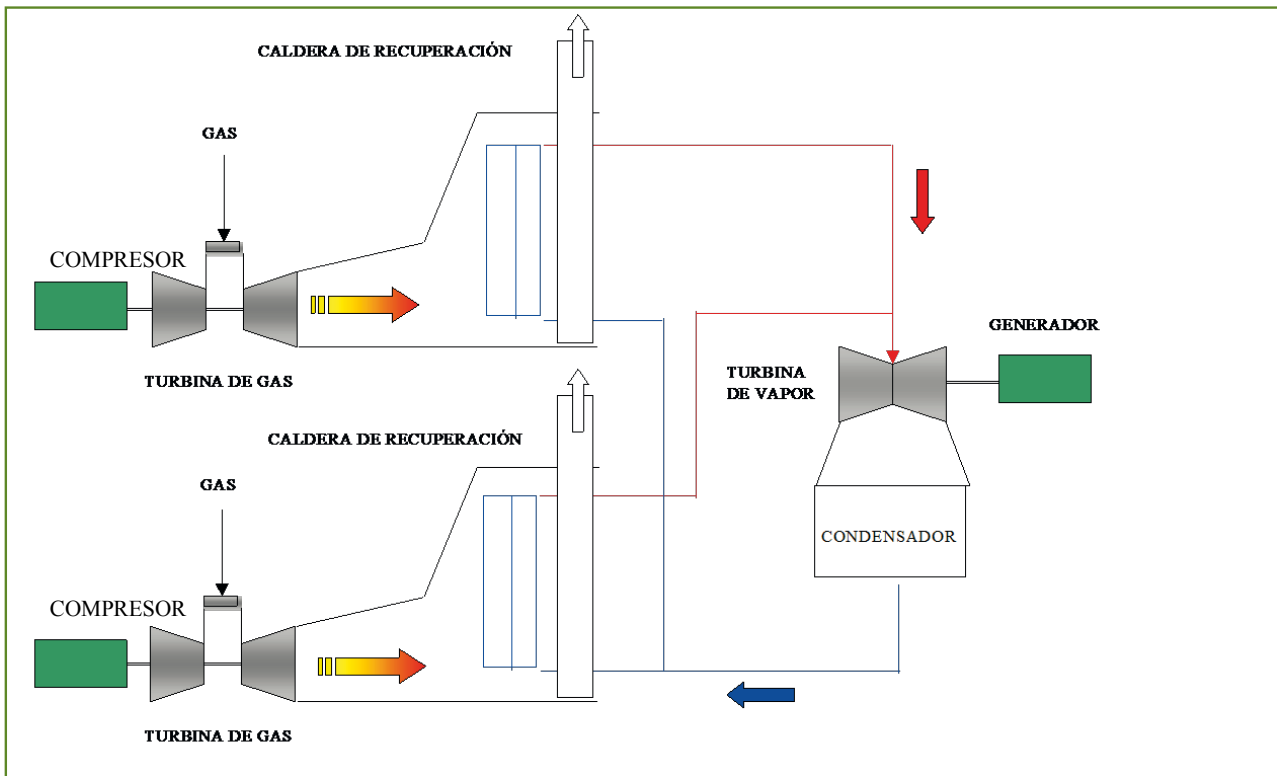 CALDERA DE RECUPERACIÓN
GAS
COMPRESOR
TURBINA DE GAS
GENERADOR
TURBINA
DE VAPOR
CONDENSADOR
CALDERA DE RECUPERACIÓN
GAS
COMPRESOR
TURBINA DE GAS